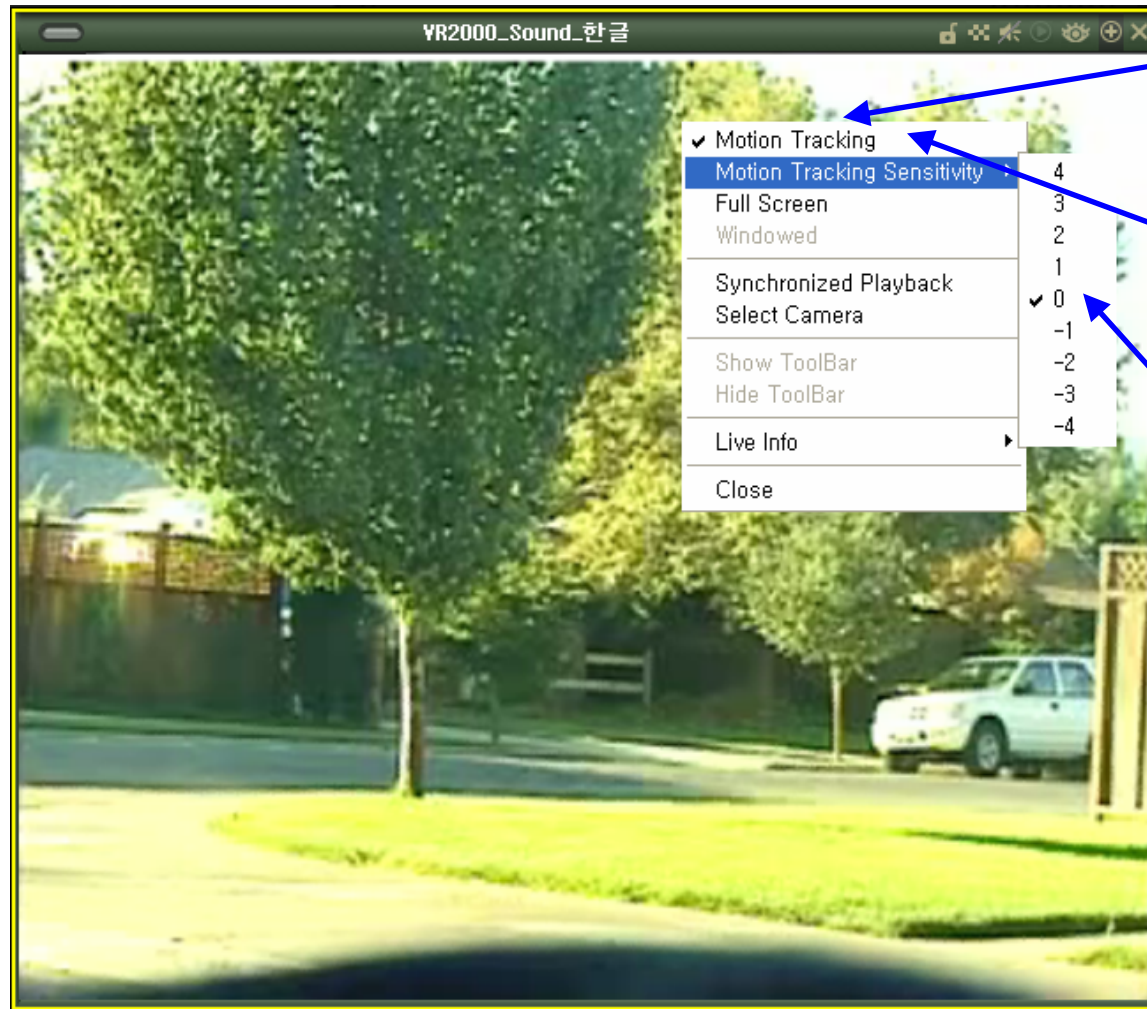 VR2000_Sound_한글
Motion Tracking
Motion Tracking Sensitivity
Full Screen
Windowed
Synchronized Playback
Select Camera
Show ToolBar
Hide ToolBar
Live Info
Close
4
3
2
1
0
-1
-2
-3
-4